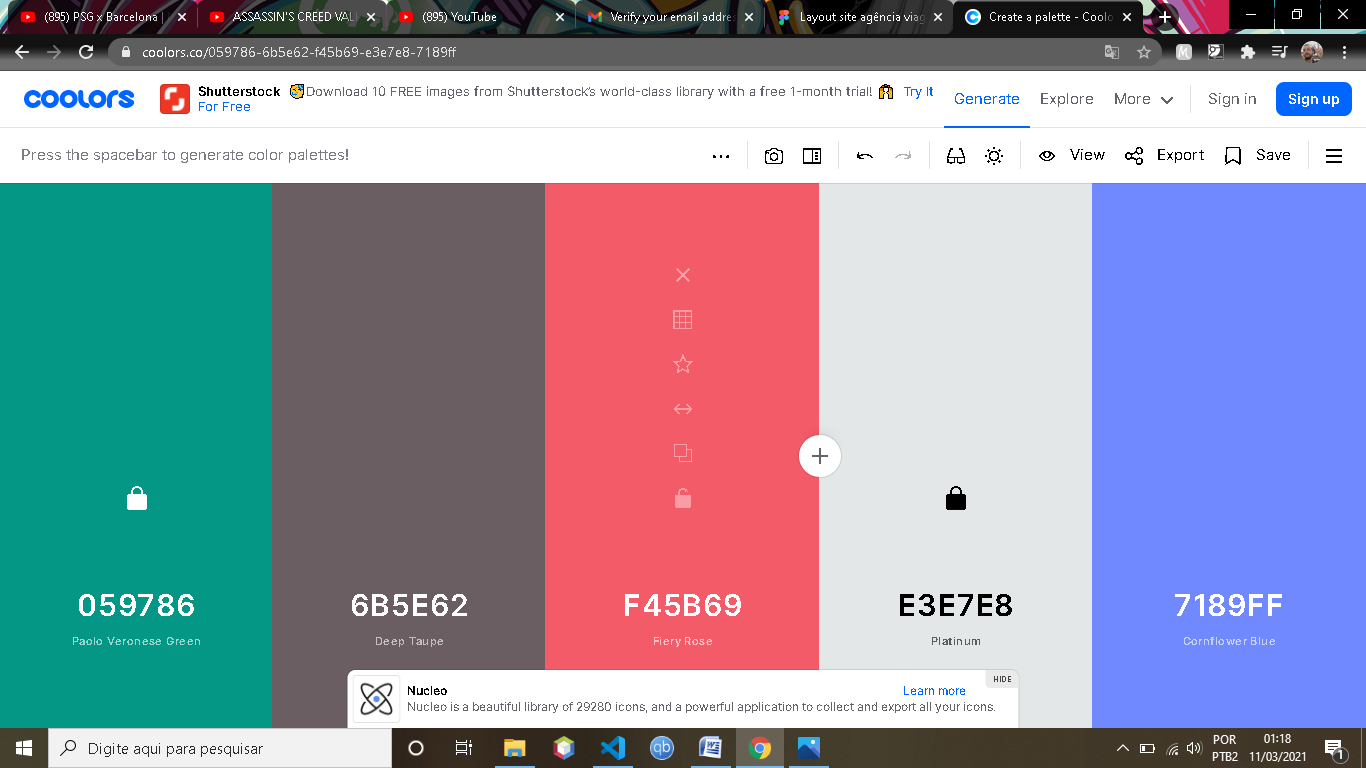 (895) PSG x Barcelona |
ASSASSIN'S CREED VAL
(895) YouTube
Verify your email addre
Layout site agência viag
Create a palette - Coolo
coolors.co/059786-6b5e62-f45b69-e3e7e8-7189ff
coolors
Shutterstock
For Free
Download 10 FREE images from Shutterstock's world-class library with a free 1-month trial!
Try It
Generate
Explore
More
Sign in
Sign up
Press the spacebar to generate color palettes!
View
Export
Save
059786
Paolo Veronese Green
6B5E62
Deep Taupe
F45B69
Fiery Rose
E3E7E8
Platinum
7189FF
Cornflower Blue
HIDE
Nucleo
Learn more
Nucleo is a beautiful library of 29280 icons, and a powerful application to collect and export all your icons.
Digite aqui para pesquisar
qb
POR
PTB2
01:18
11/03/2021
1